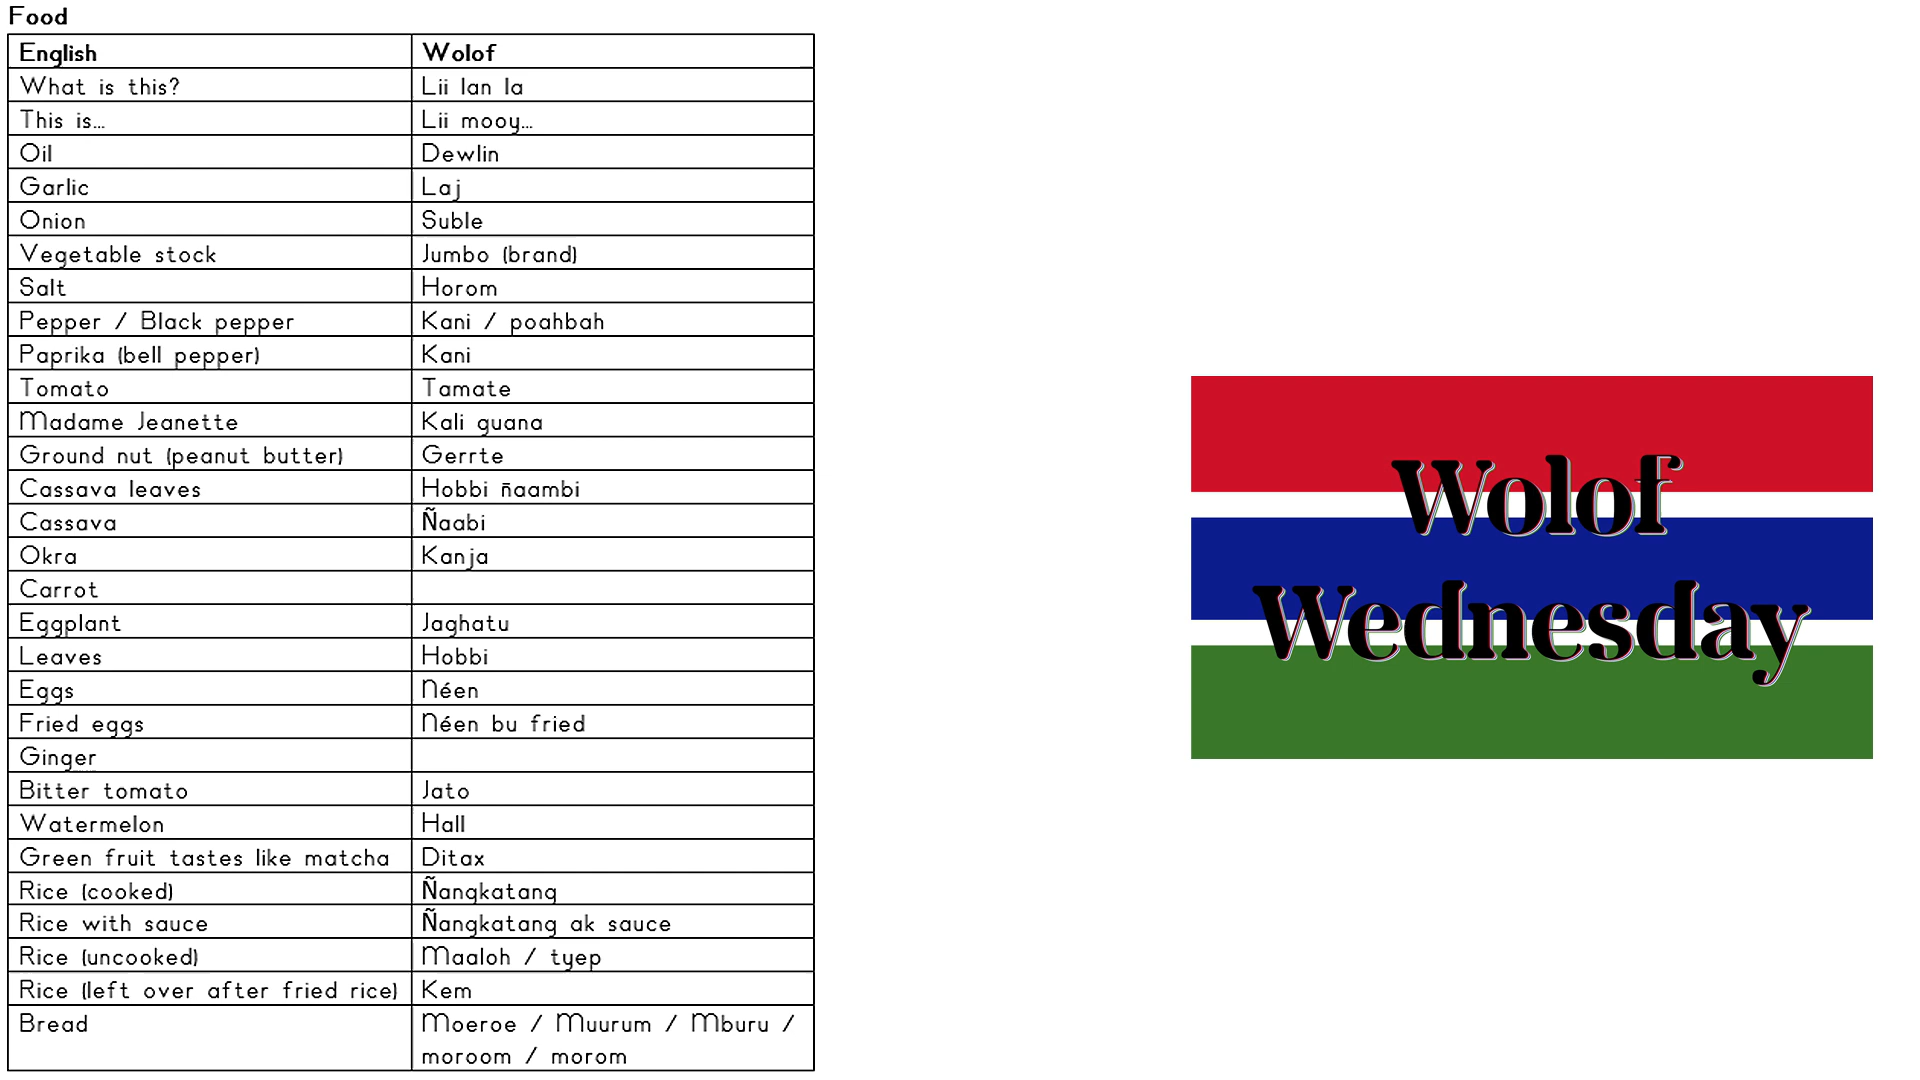 Food
English Wolof
What is this? Lii lan la
This is… Lii mooy…
Oil Dewlin
Garlic Laj
Onion Suble
Vegetable stock Jumbo (brand)
Salt Horom
Pepper / Black pepper Kani / poahbah
Paprika (bell pepper) Kani
Tomato Tamate
Madame Jeanette Kali guana
Ground nut (peanut butter) Gerrte
Cassava leaves Hobbi ñaambi
Cassava Ñaabi
Okra Kanja
Carrot
Eggplant Jaghatu
Leaves Hobbi
Eggs Néen
Fried eggs Néen bu fried
Ginger
Bitter tomato Jato
Watermelon Hall
Green fruit tastes like matcha Ditax
Rice (cooked) Ñangkatang
Rice with sauce Ñangkatang ak sauce
Rice (uncooked) Maaloh / tyep
Rice (left over after fried rice) Kem
Bread Moeroe / Muurum / Mburu /
moroom / morom
Wolof
Wednesday